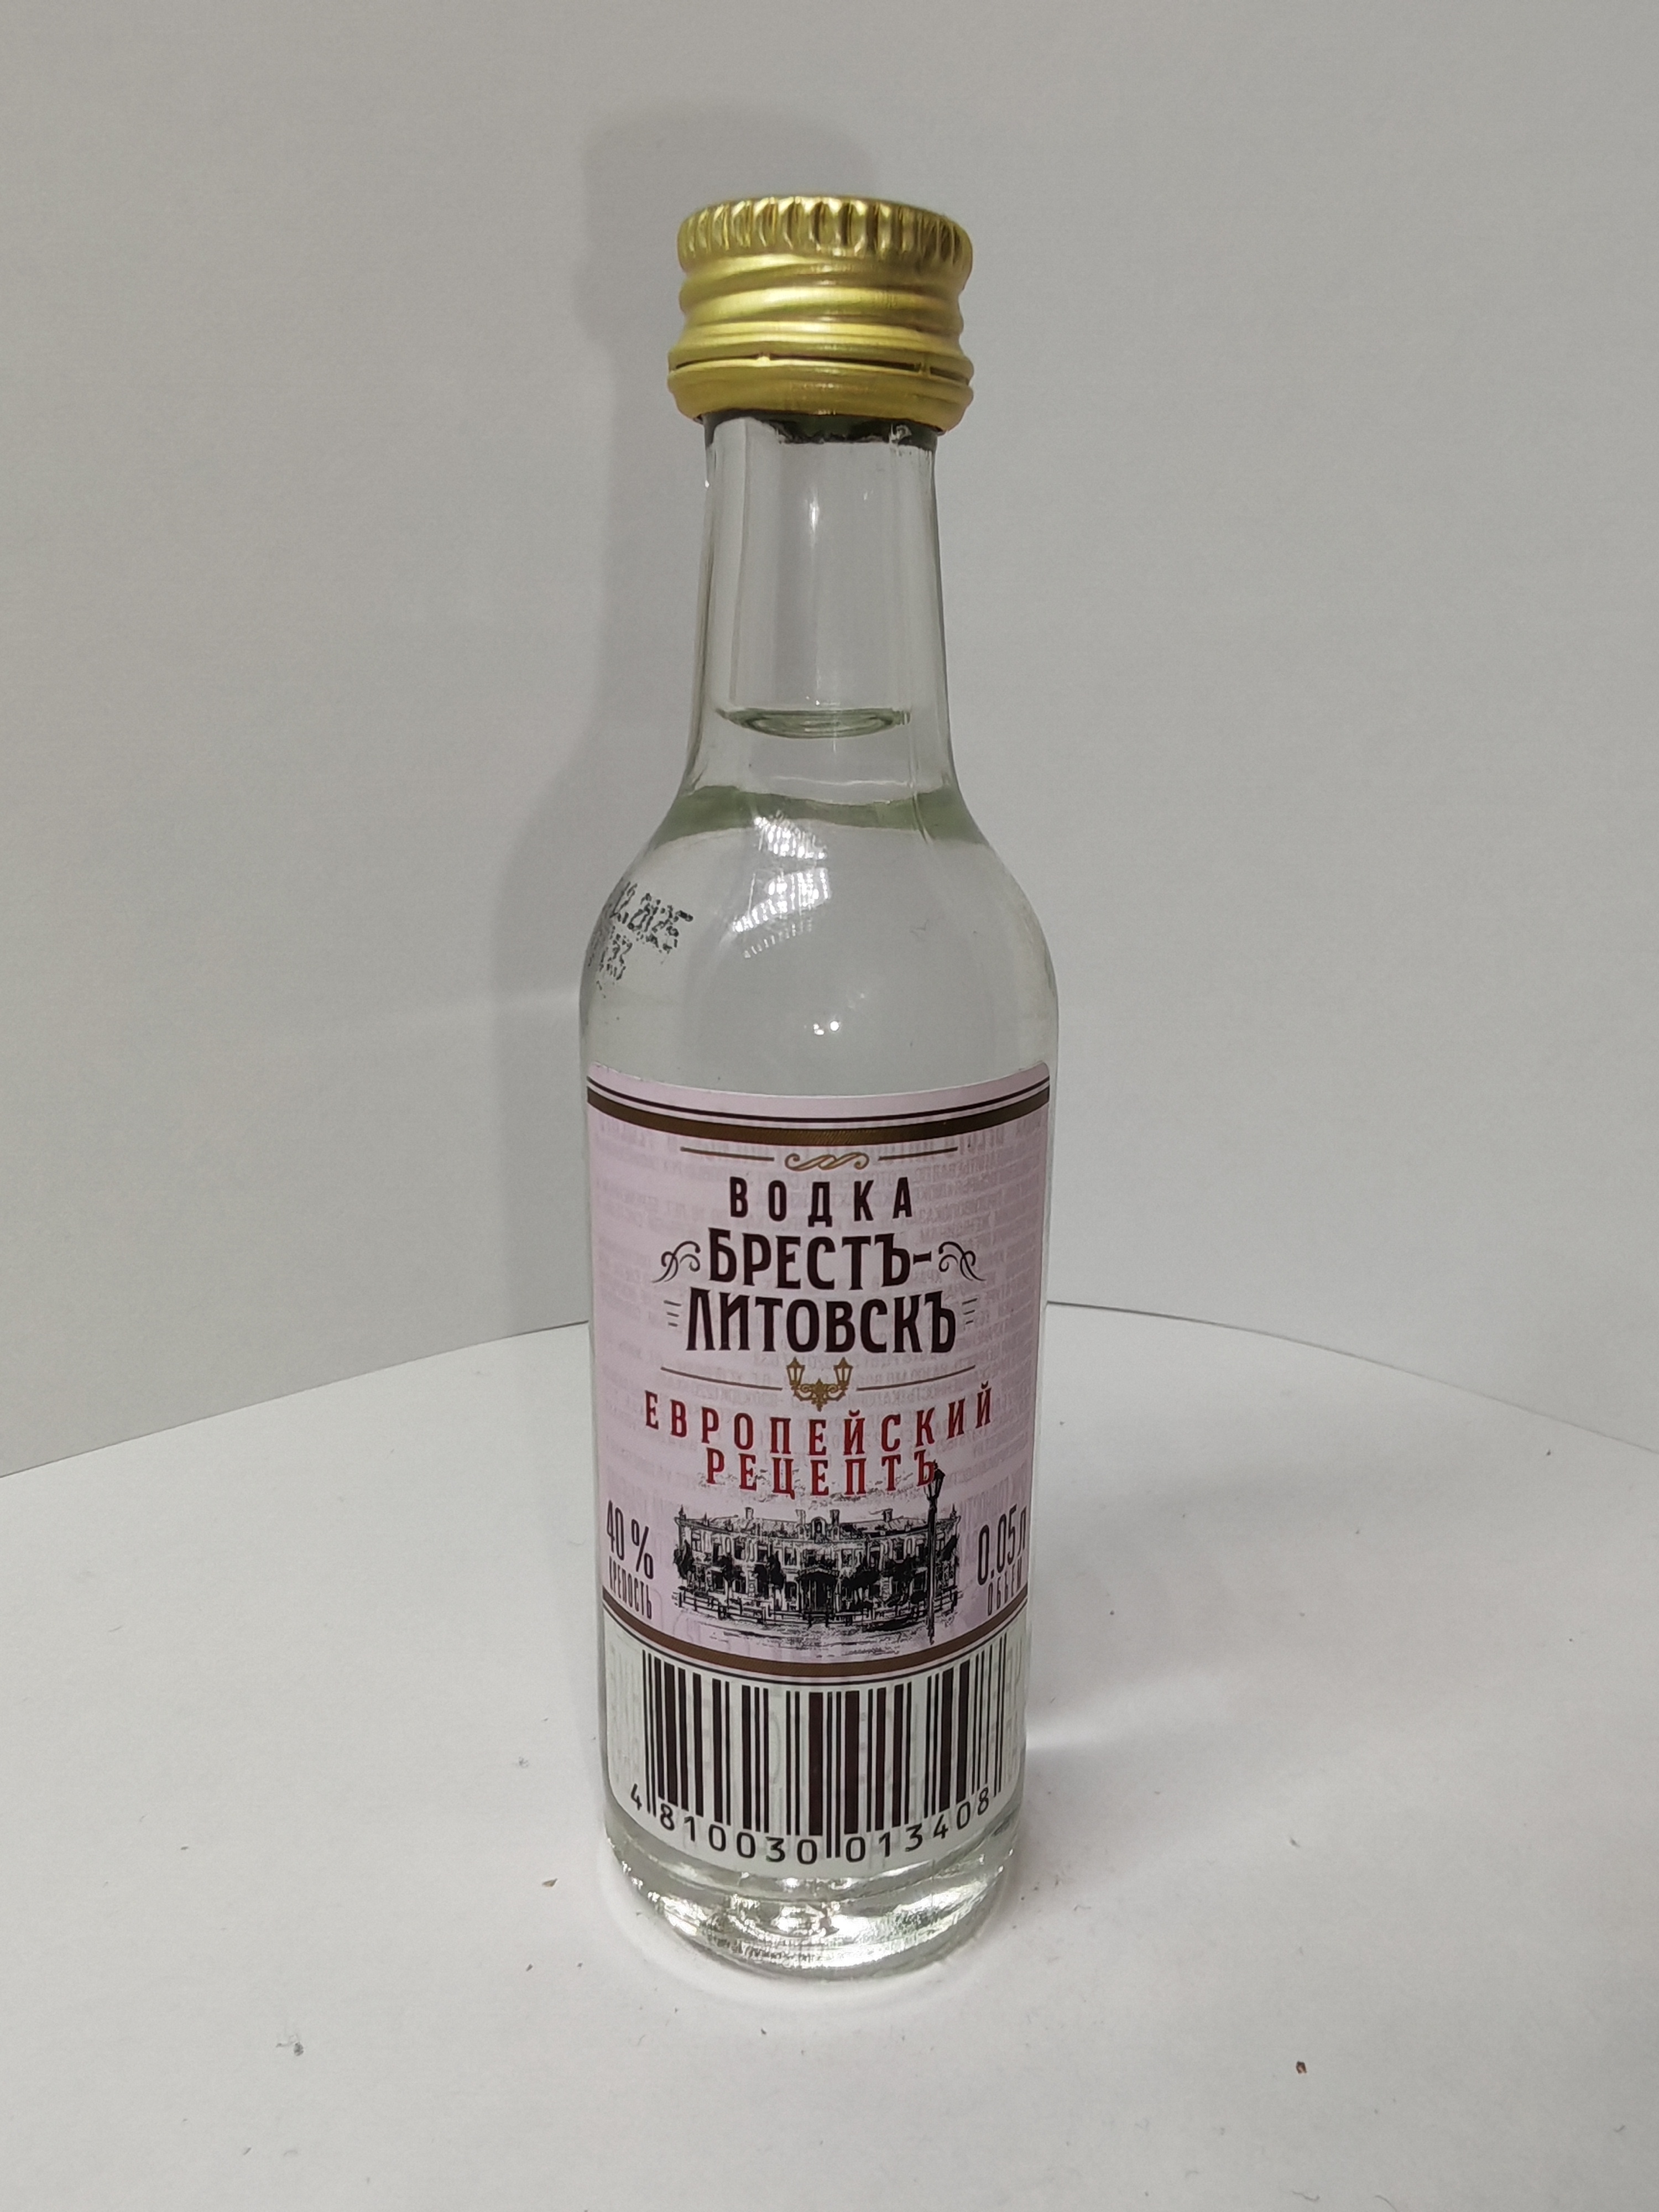 ВОДКА
БРЕСТЪ-
ЛИТОВСКЪ
ЕВРОПЕЙСКИЙ
РЕЦЕПТЪ
40%
КРЕПОСТЬ
0.05л
ОБЪЕМ
4 810030 013408